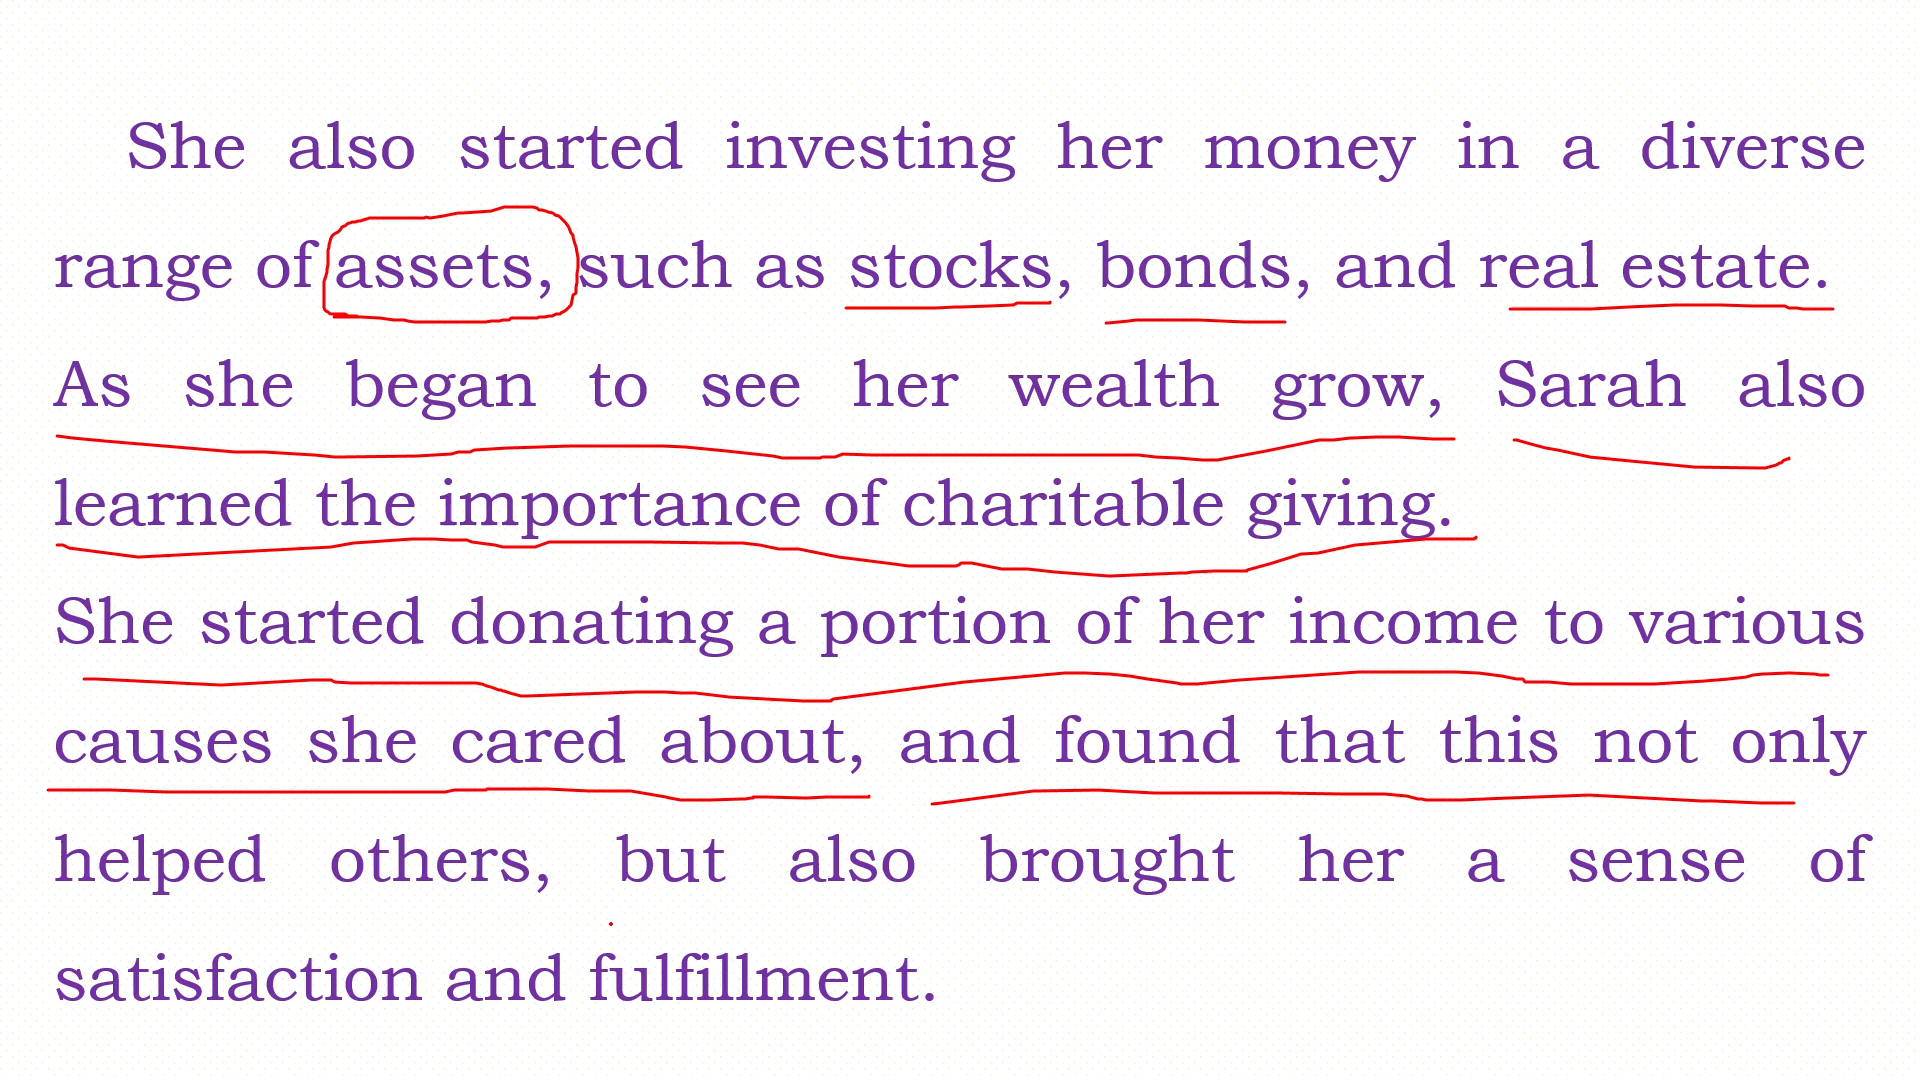 She also started investing her money in a diverse
range of assets, such as stocks, bonds, and real estate.
As she began to see her wealth grow, Sarah also
learned the importance of charitable giving.
She started donating a portion of her income to various
causes she cared about, and found that this not only
helped others, but also brought her a sense of
satisfaction and fulfillment.